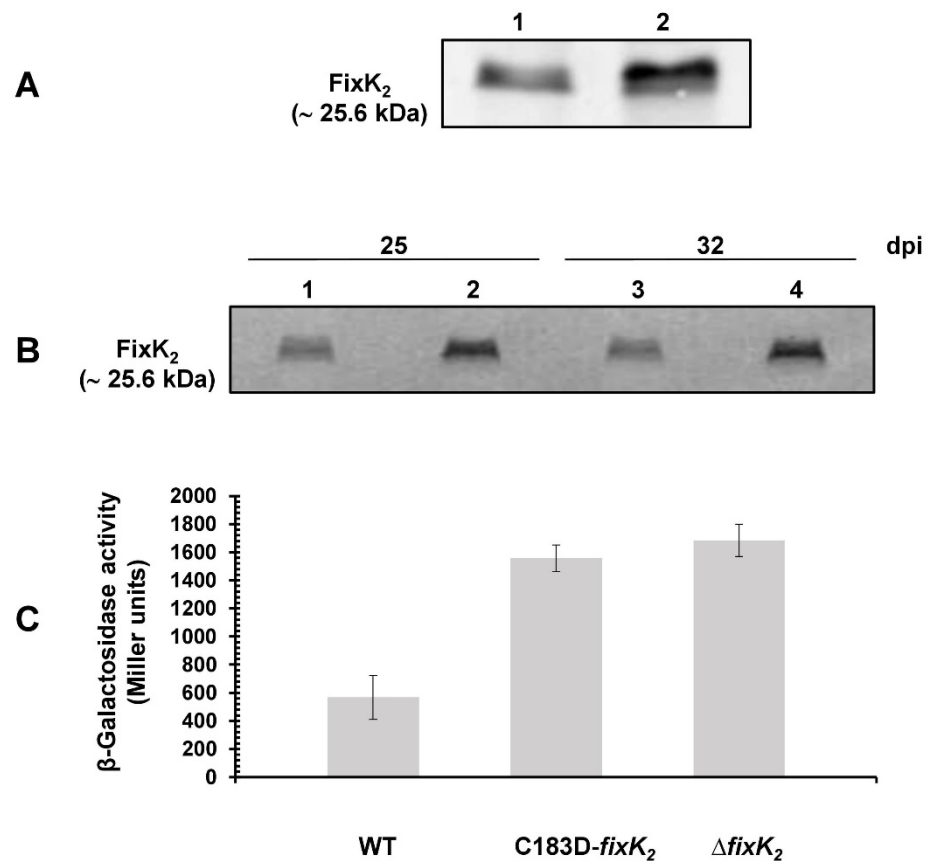 1 2
A
FixK₂
(~ 25.6 kDa)
25 32 dpi
1 2 3 4
B
FixK₂
(~ 25.6 kDa)
C
β-Galactosidase activity
(Miller units)
2000
1800
1600
1400
1200
1000
800
600
400
200
0
WT C183D-fixK₂ ΔfixK₂